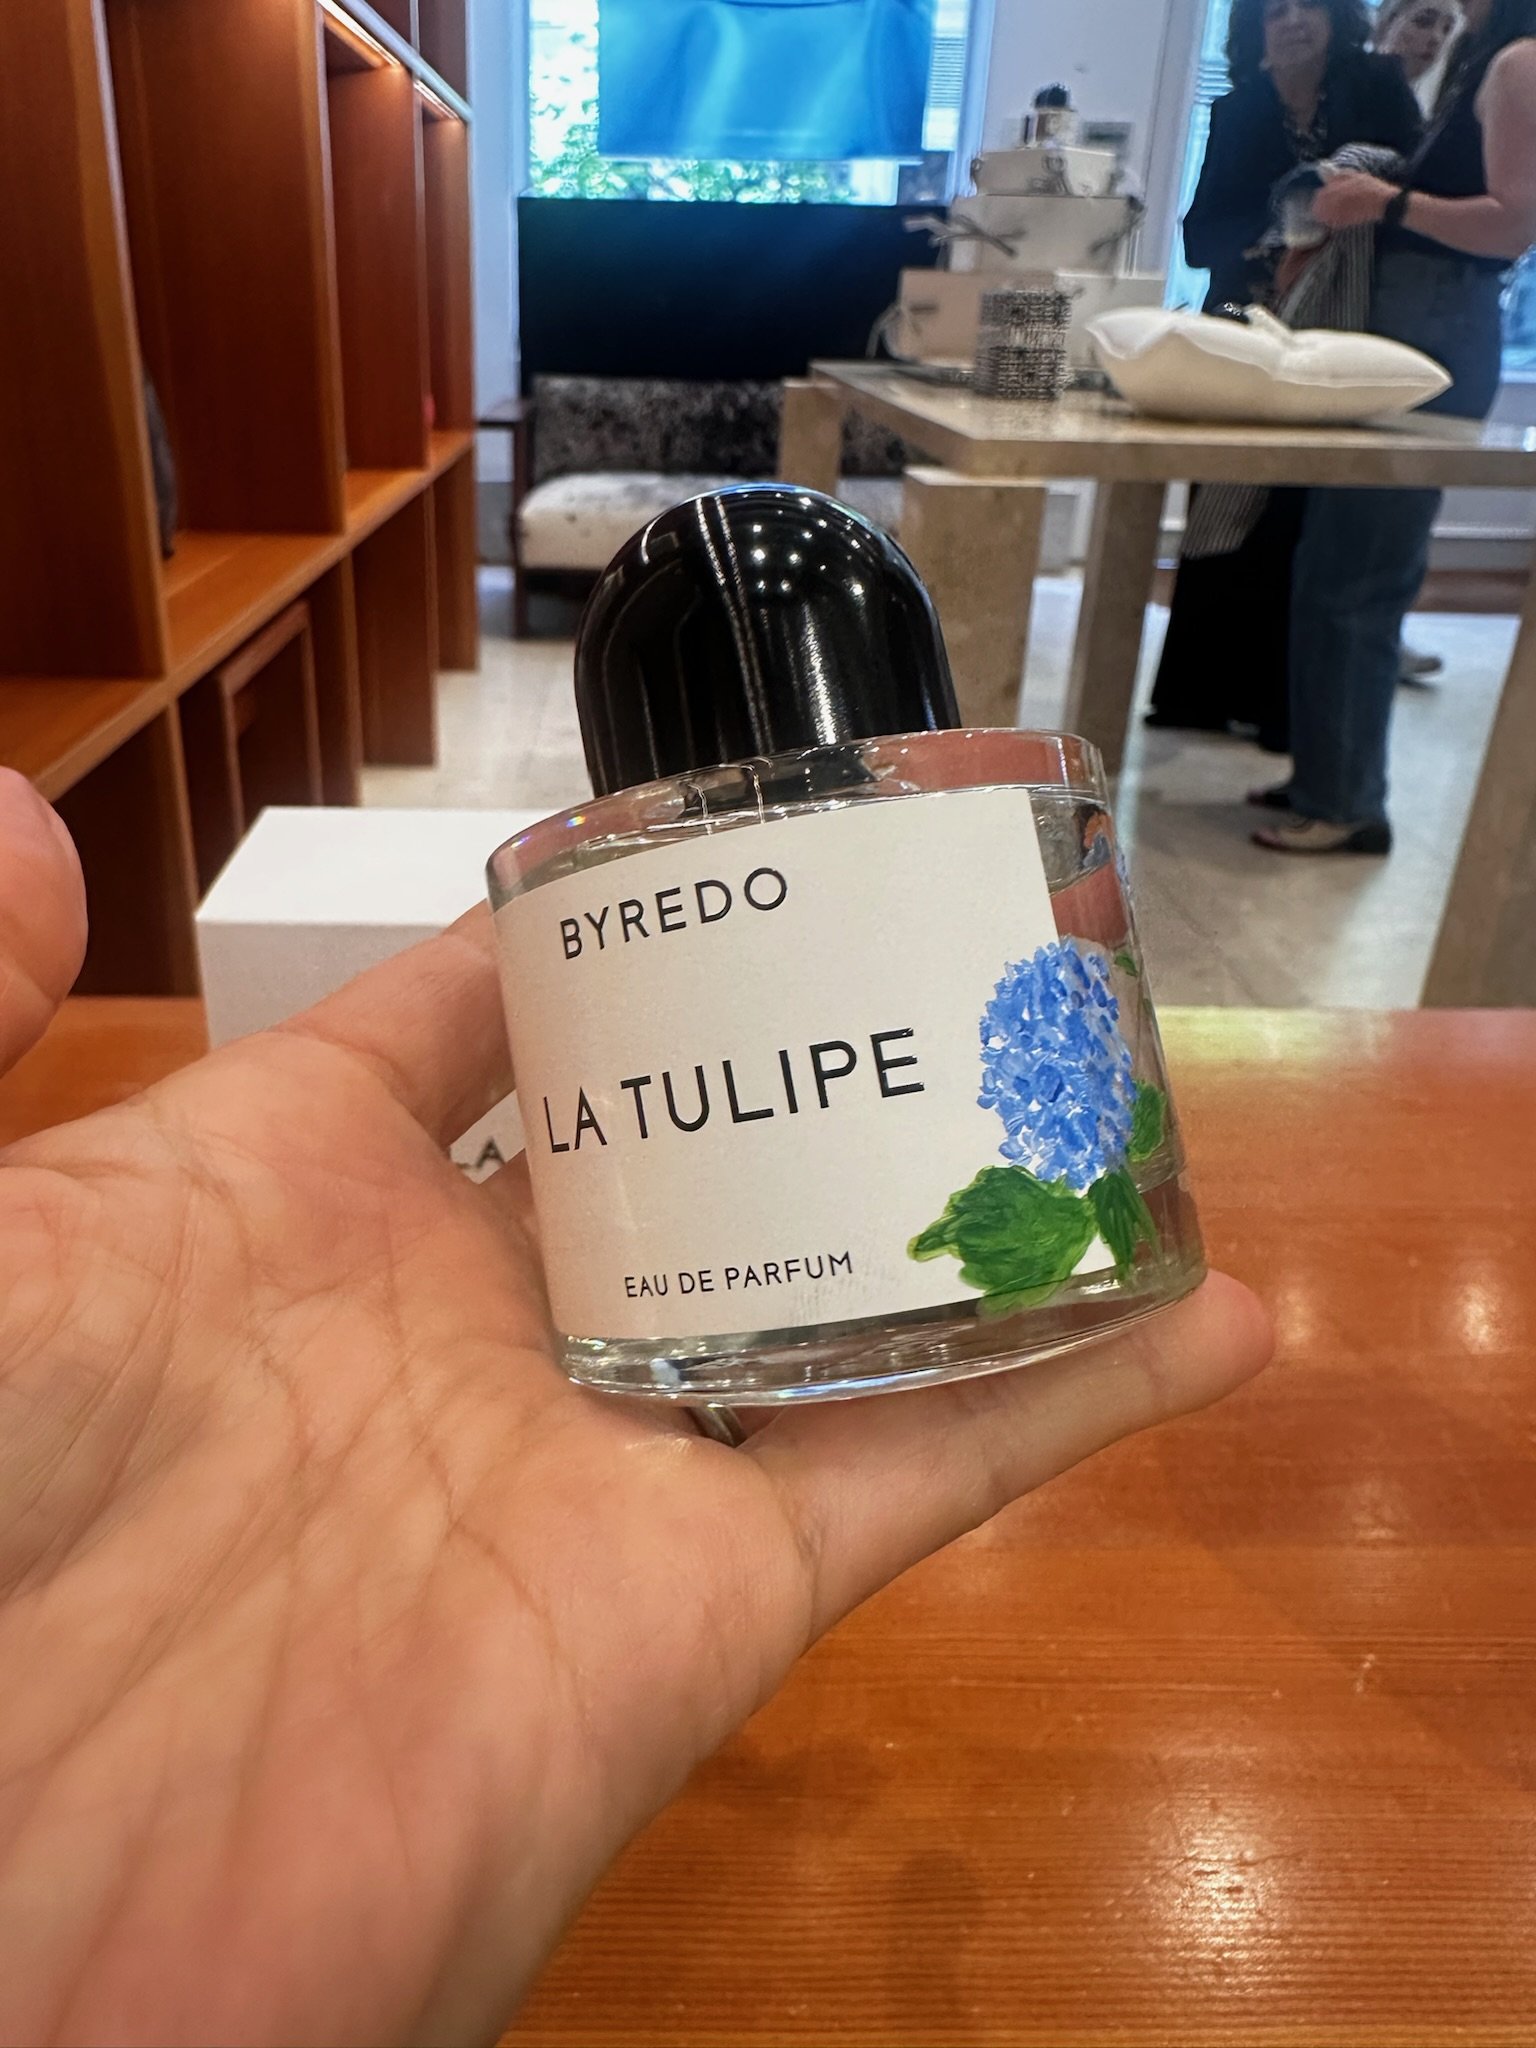 BYREDO
LA TULIPE
EAU DE PARFUM